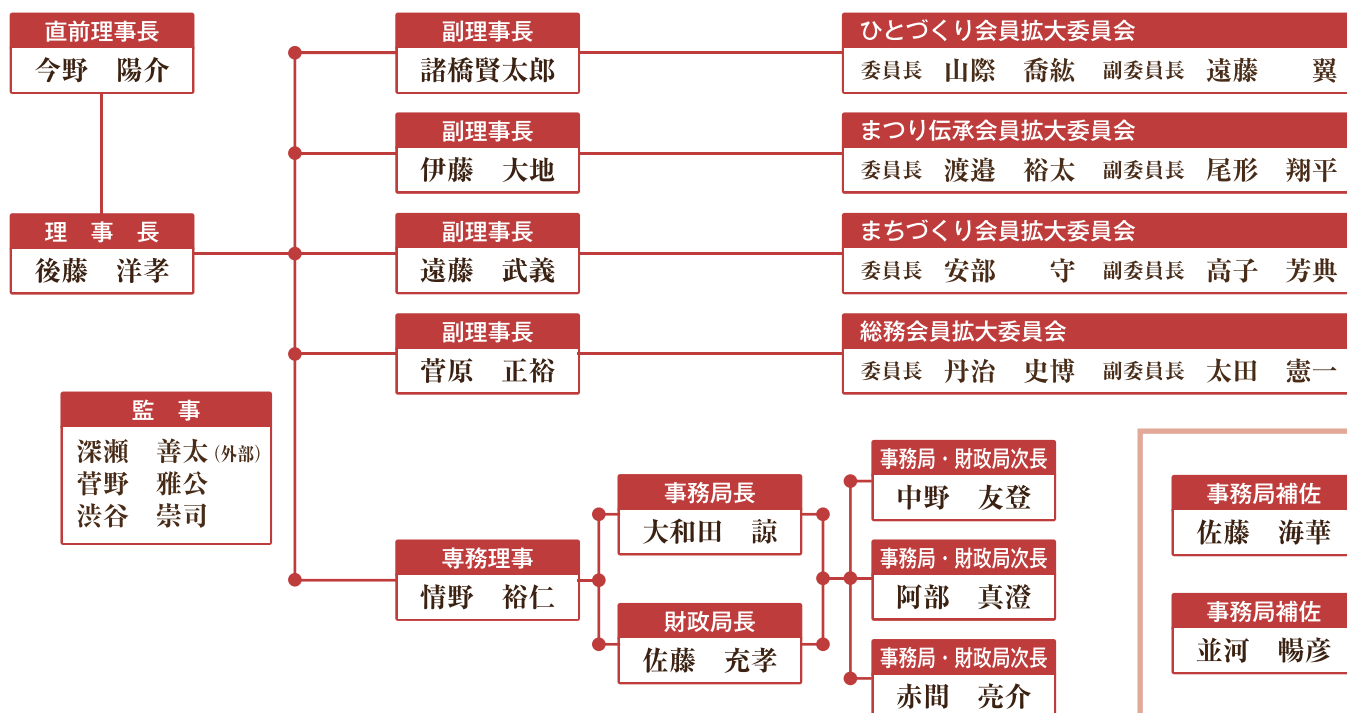 直前理事長
今野　陽介
理　事　長
後藤　洋孝
監　事
深瀬　善太(外部)
菅野　雅公
渋谷　崇司
副理事長
諸橋賢太郎
副理事長
伊藤　大地
副理事長
遠藤　武義
副理事長
菅原　正裕
専務理事
情野　裕仁
ひとづくり会員拡大委員会
委員長　山際　喬紘　副委員長　遠藤　　翼
まつり伝承会員拡大委員会
委員長　渡邉　裕太　副委員長　尾形　翔平
まちづくり会員拡大委員会
委員長　安部　　守　副委員長　高子　芳典
総務会員拡大委員会
委員長　丹治　史博　副委員長　太田　憲一
事務局長
大和田　諒
財政局長
佐藤　充孝
事務局・財政局次長
中野　友登
事務局・財政局次長
阿部　真澄
事務局・財政局次長
赤間　亮介
事務局補佐
佐藤　海華
事務局補佐
並河　暢彦